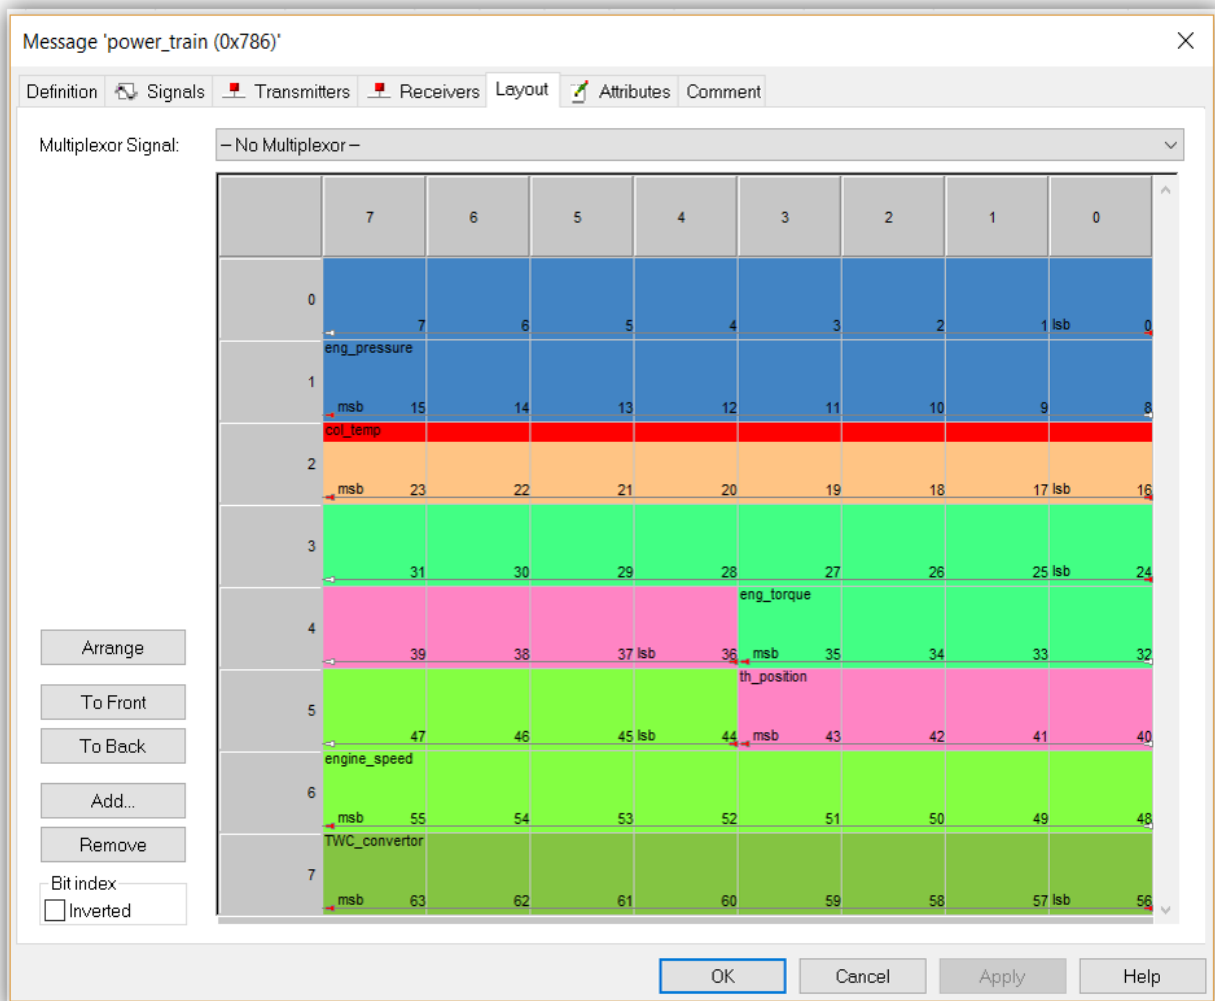 Message 'power_train (0x786)'
Definition Signals Transmitters Receivers Layout Attributes Comment
Multiplexor Signal: -- No Multiplexor --
7 6 5 4 3 2 1 0
0
7 6 5 4 3 2 1 lsb 0
eng_pressure
1
msb 15 14 13 12 11 10 9 8
col_temp
2
msb 23 22 21 20 19 18 17 lsb 16
3
31 30 29 28 27 26 25 lsb 24
eng_torque
4
39 38 37 lsb 36 msb 35 34 33 32
th_position
5
47 46 45 lsb 44 msb 43 42 41 40
engine_speed
6
msb 55 54 53 52 51 50 49 48
TWC_convertor
7
msb 63 62 61 60 59 58 57 lsb 56
Arrange
To Front
To Back
Add...
Remove
Bit index
Inverted
OK Cancel Apply Help